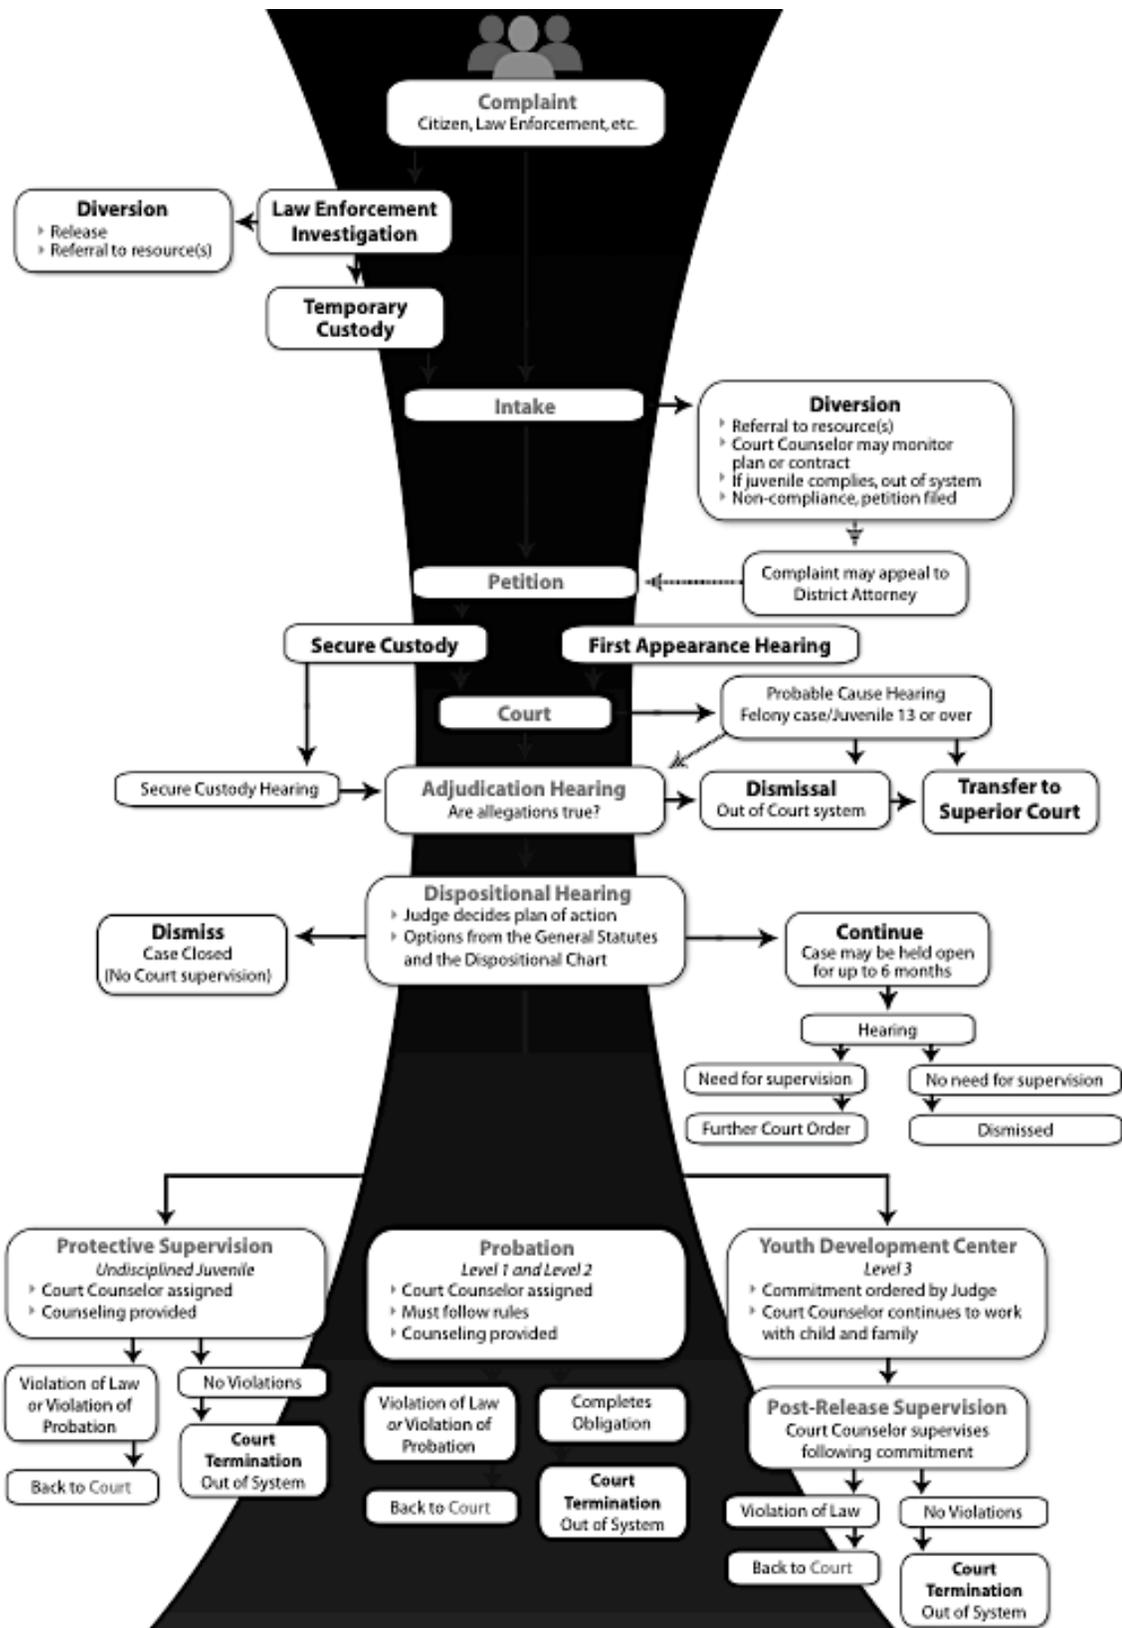 Complaint
Citizen, Law Enforcement, etc.
Diversion
Release
Referral to resource(s)
Law Enforcement
Investigation
Temporary
Custody
Intake
Diversion
Referral to resource(s)
Court Counselor may monitor
plan or contract
If juvenile complies, out of system
Non-compliance, petition filed
Complaint may appeal to
District Attorney
Petition
Secure Custody
First Appearance Hearing
Court
Probable Cause Hearing
Felony case/Juvenile 13 or over
Secure Custody Hearing
Adjudication Hearing
Are allegations true?
Dismissal
Out of Court system
Transfer to
Superior Court
Dispositional Hearing
Judge decides plan of action
Options from the General Statutes
and the Dispositional Chart
Dismiss
Case Closed
(No Court supervision)
Continue
Case may be held open
for up to 6 months
Hearing
Need for supervision
No need for supervision
Further Court Order
Dismissed
Protective Supervision
Undisciplined Juvenile
Court Counselor assigned
Counseling provided
Violation of Law
or Violation of
Probation
Back to Court
No Violations
Court
Termination
Out of System
Probation
Level 1 and Level 2
Court Counselor assigned
Must follow rules
Counseling provided
Violation of Law
or Violation of
Probation
Back to Court
Completes
Obligation
Court
Termination
Out of System
Youth Development Center
Level 3
Commitment ordered by Judge
Court Counselor continues to work
with child and family
Post-Release Supervision
Court Counselor supervises
following commitment
Violation of Law
Back to Court
No Violations
Court
Termination
Out of System